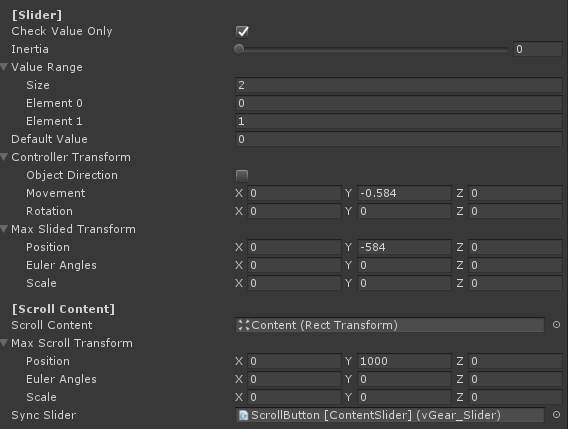 [Slider]
Check Value Only
Inertia 0
Value Range
Size 2
Element 0 0
Element 1 1
Default Value 0
Controller Transform
Object Direction
Movement X 0 Y -0.584 Z 0
Rotation X 0 Y 0 Z 0
Max Slided Transform
Position X 0 Y -584 Z 0
Euler Angles X 0 Y 0 Z 0
Scale X 0 Y 0 Z 0
[Scroll Content]
Scroll Content Content (Rect Transform)
Max Scroll Transform
Position X 0 Y 1000 Z 0
Euler Angles X 0 Y 0 Z 0
Scale X 0 Y 0 Z 0
Sync Slider ScrollButton [ContentSlider] (vGear_Slider)